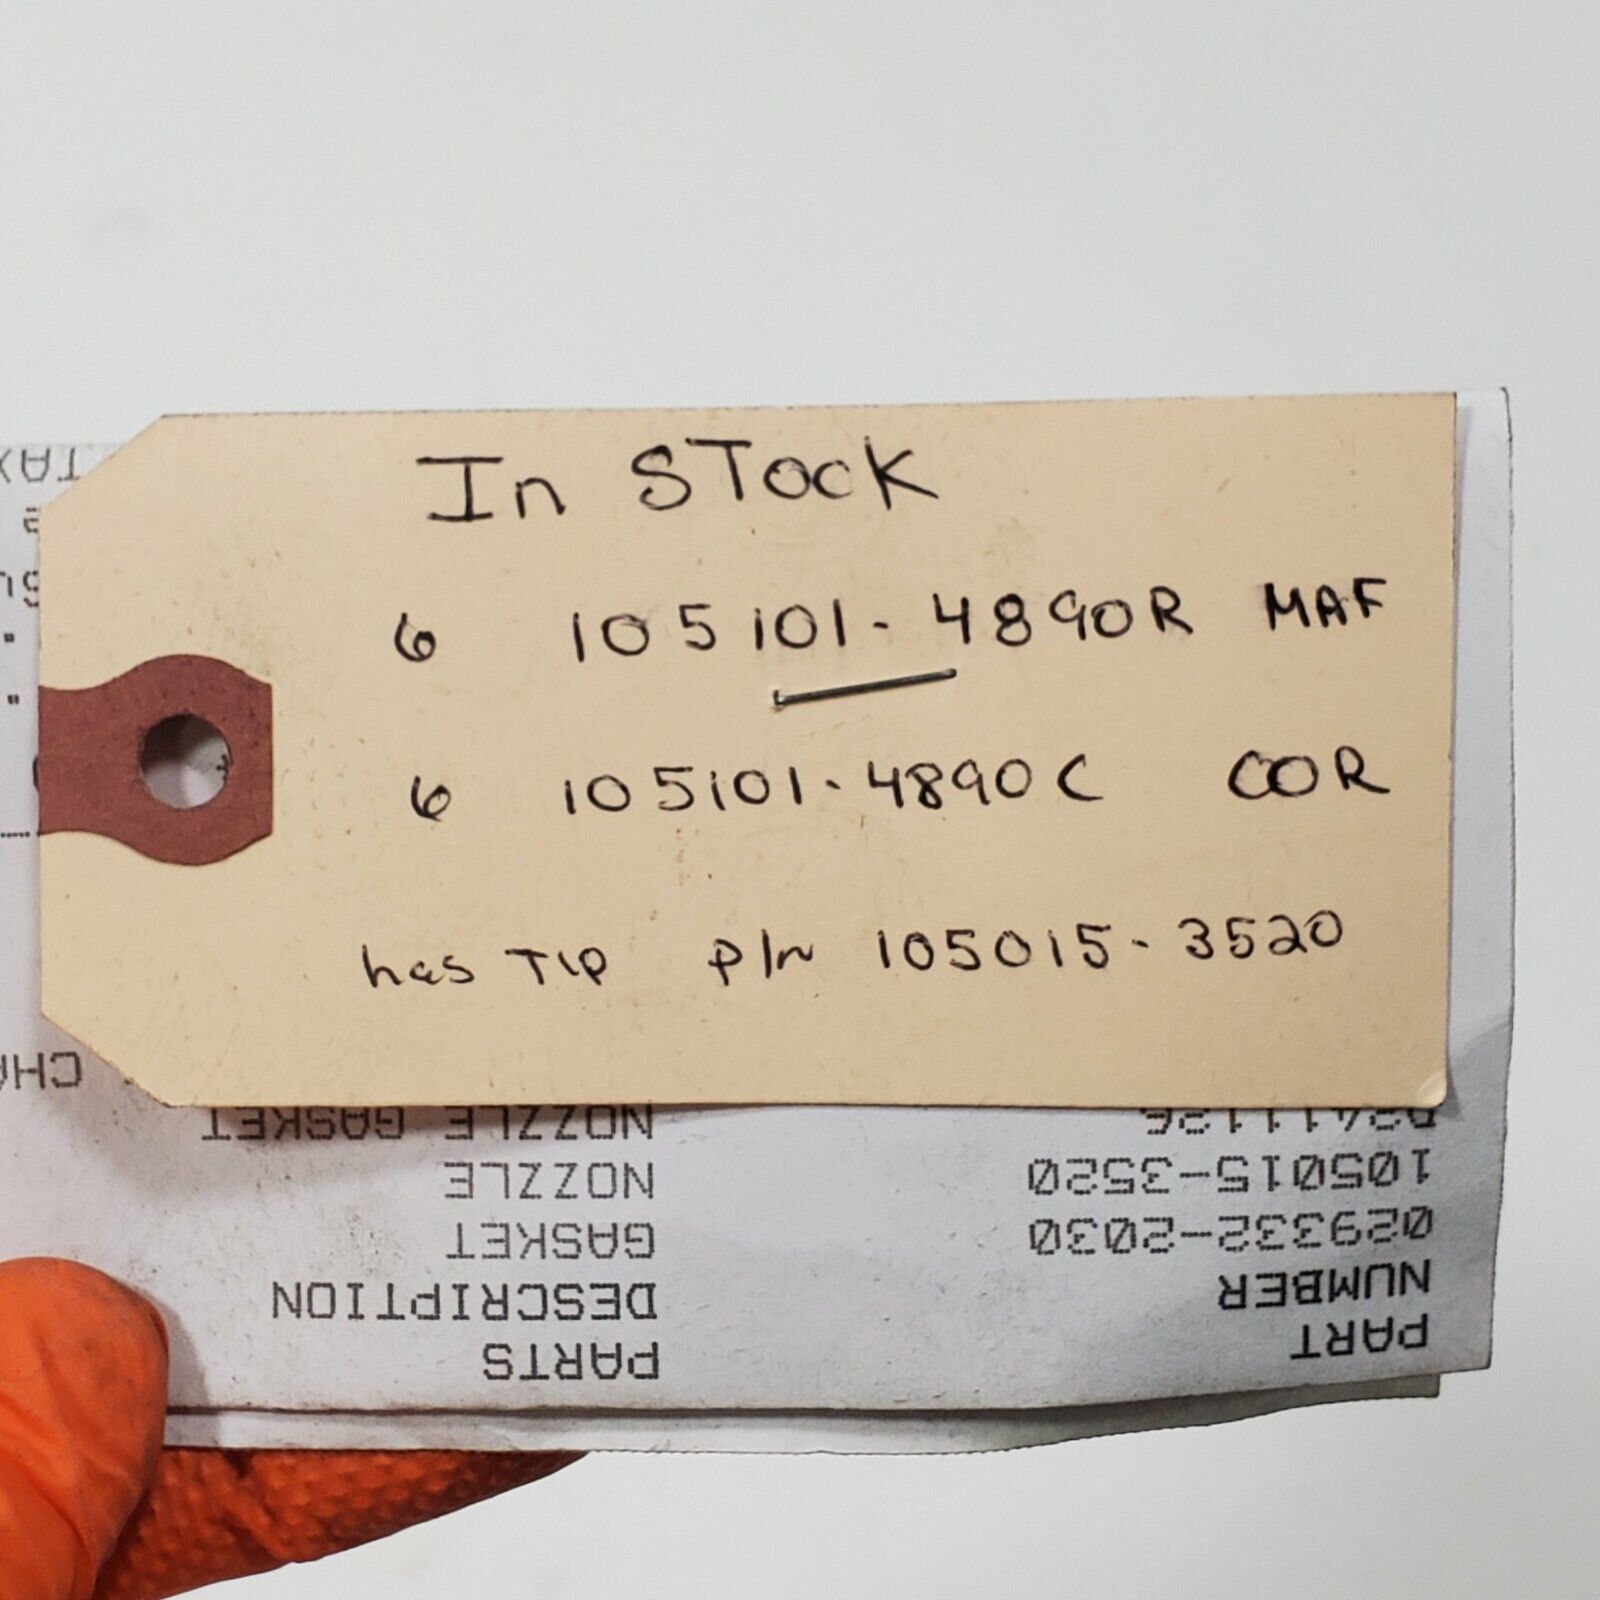 In STock
6 105101-4890R MAF
6 105101-4890C COR
has TIP P/N 105015-3520
PART
NUMBER
029332-2030
105015-3520
PARTS
DESCRIPTION
GASKET
NOZZLE
NOZZLE GASKET
TAX